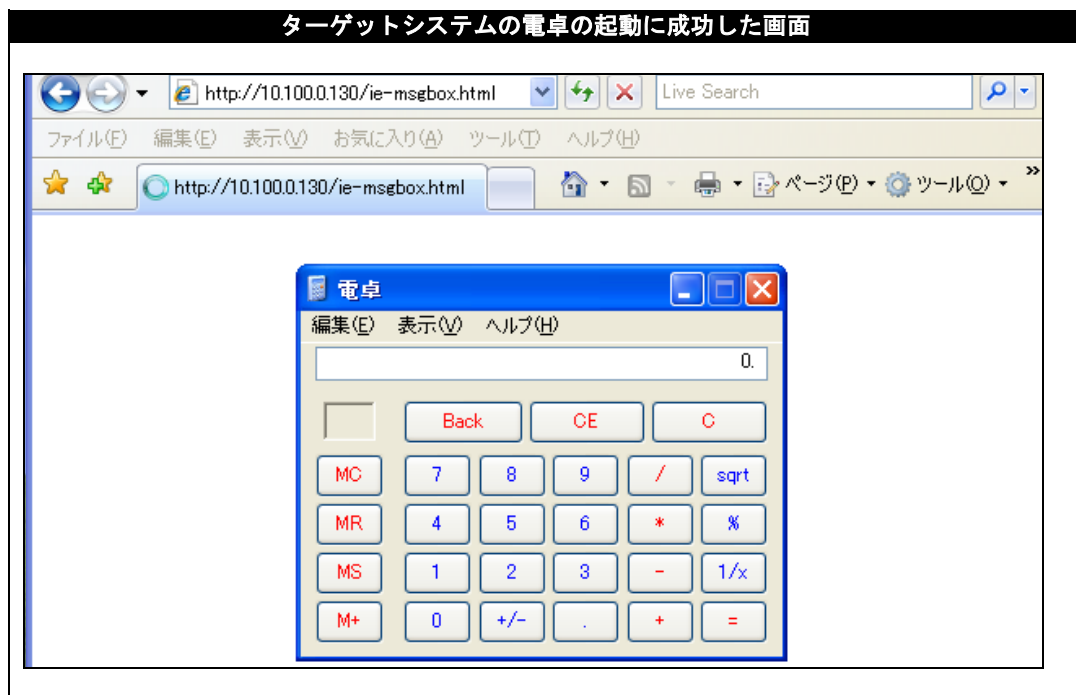 ターゲットシステムの電卓の起動に成功した画面
http://10.100.0.130/ie-msgbox.html Live Search
ファイル(F) 編集(E) 表示(V) お気に入り(A) ツール(T) ヘルプ(H)
http://10.100.0.130/ie-msgbox.html ページ(P) ツール(O) »
電卓
編集(E) 表示(V) ヘルプ(H)
0.
Back CE C
MC 7 8 9 / sqrt
MR 4 5 6 * %
MS 1 2 3 - 1/x
M+ 0 +/- . + =